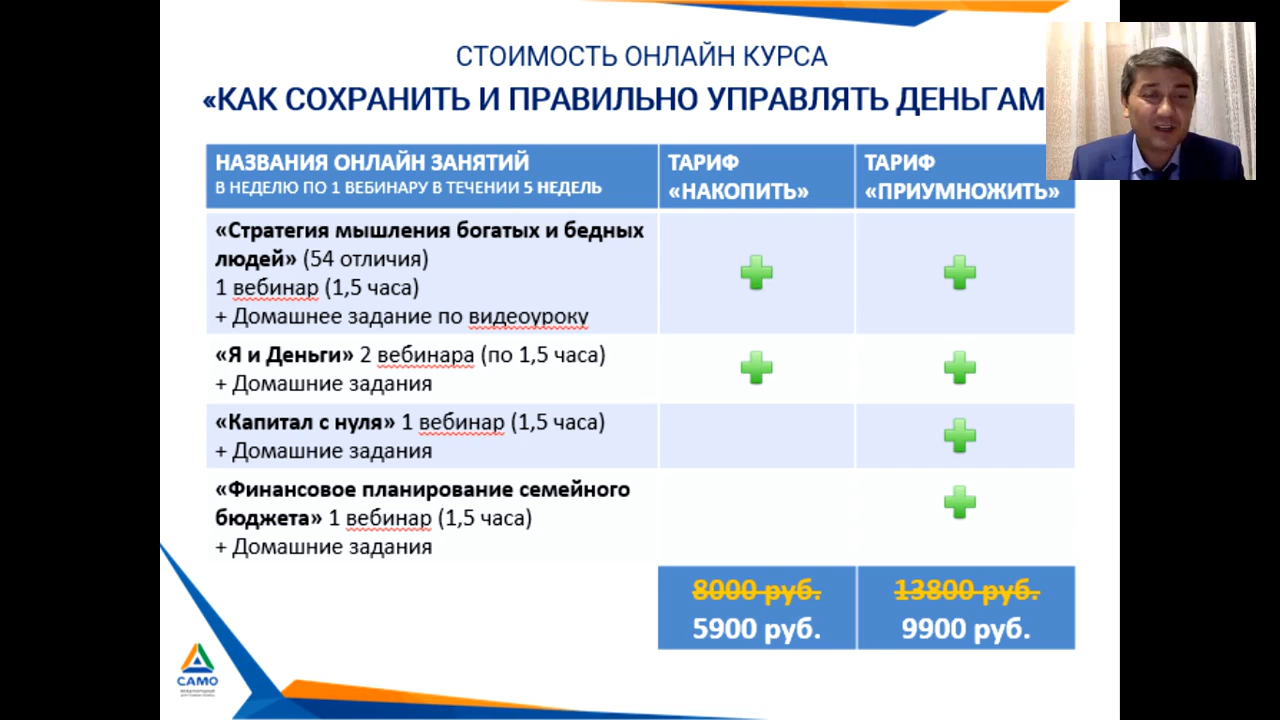 СТОИМОСТЬ ОНЛАЙН КУРСА
«КАК СОХРАНИТЬ И ПРАВИЛЬНО УПРАВЛЯТЬ ДЕНЬГАМ
НАЗВАНИЯ ОНЛАЙН ЗАНЯТИЙ
В НЕДЕЛЮ ПО 1 ВЕБИНАРУ В ТЕЧЕНИИ 5 НЕДЕЛЬ
ТАРИФ
«НАКОПИТЬ»
ТАРИФ
«ПРИУМНОЖИТЬ»
«Стратегия мышления богатых и бедных
людей» (54 отличия)
1 вебинар (1,5 часа)
+ Домашнее задание по видеоуроку
«Я и Деньги» 2 вебинара (по 1,5 часа)
+ Домашние задания
«Капитал с нуля» 1 вебинар (1,5 часа)
+ Домашние задания
«Финансовое планирование семейного
бюджета» 1 вебинар (1,5 часа)
+ Домашние задания
8000 руб.
5900 руб.
13800 руб.
9900 руб.
САМО